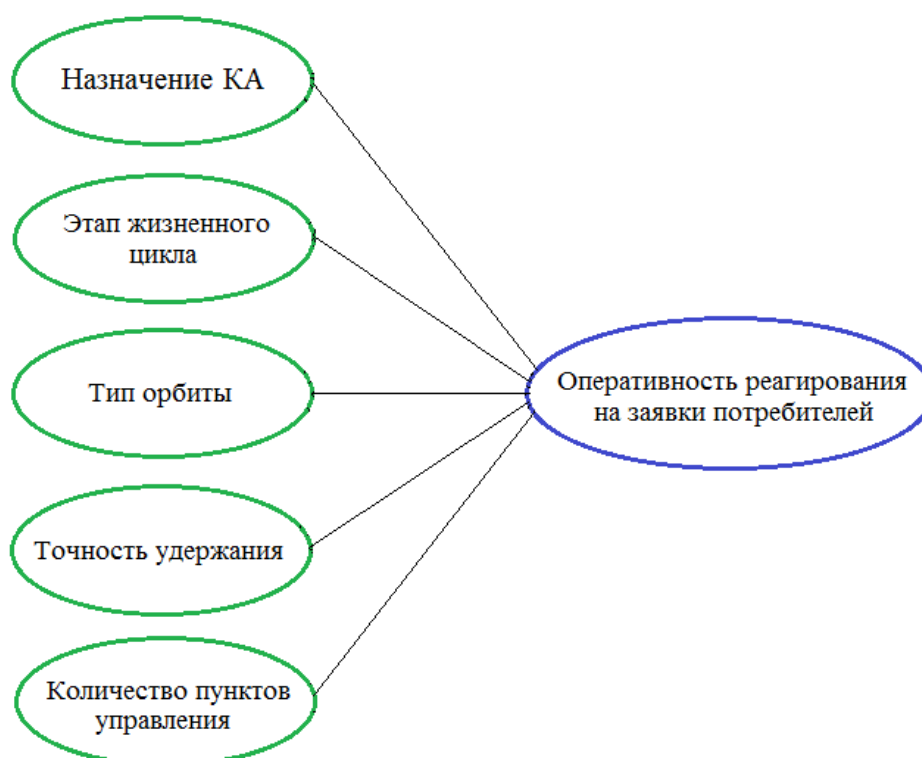 Назначение КА
Этап жизненного
цикла
Тип орбиты
Оперативность реагирования
на заявки потребителей
Точность удержания
Количество пунктов
управления